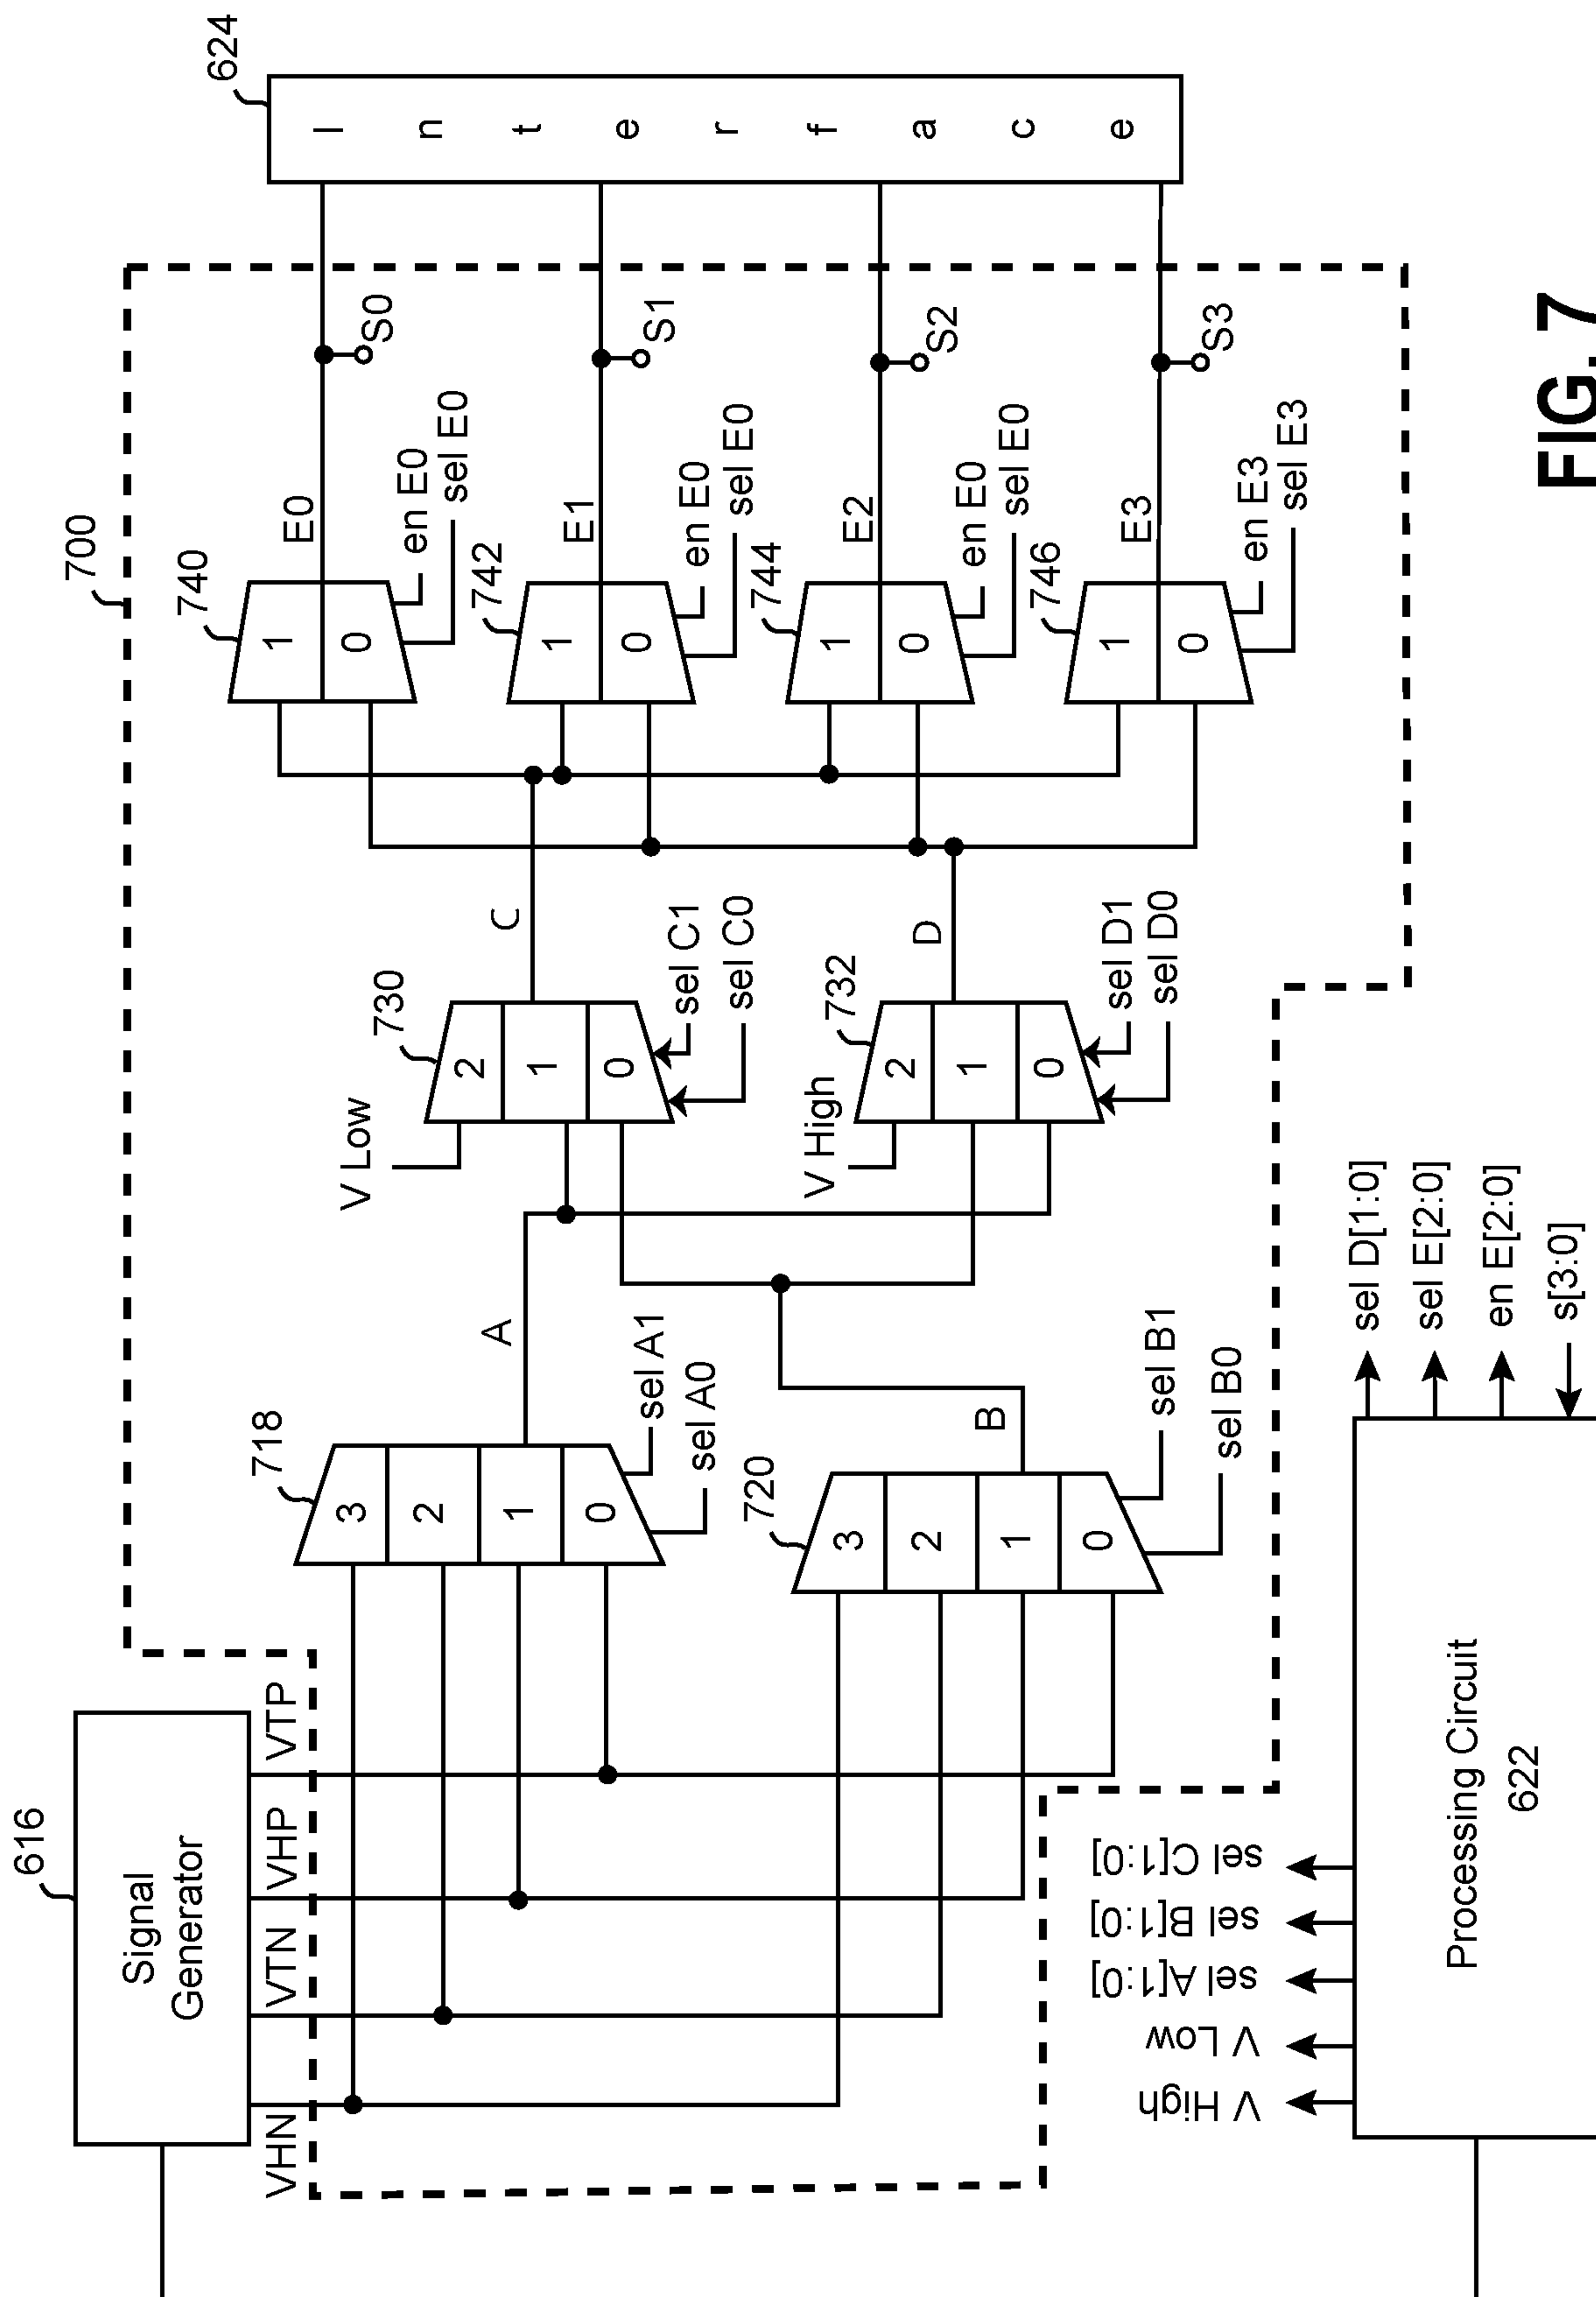 616
Signal
Generator
VHN
VTN
VHP
VTP
700
718
3
2
1
0
A
sel A1
sel A0
720
3
2
1
0
B
sel B1
sel B0
V Low
730
2
1
0
C
sel C1
sel C0
V High
732
2
1
0
D
sel D1
sel D0
740
1
0
E0
en E0
sel E0
S0
742
1
0
E1
en E0
sel E0
S1
744
1
0
E2
en E0
sel E0
S2
746
1
0
E3
en E3
sel E3
S3
624
Interface
V High
V Low
sel A[1:0]
sel B[1:0]
sel C[1:0]
Processing Circuit
622
sel D[1:0]
sel E[2:0]
en E[2:0]
s[3:0]
FIG. 7